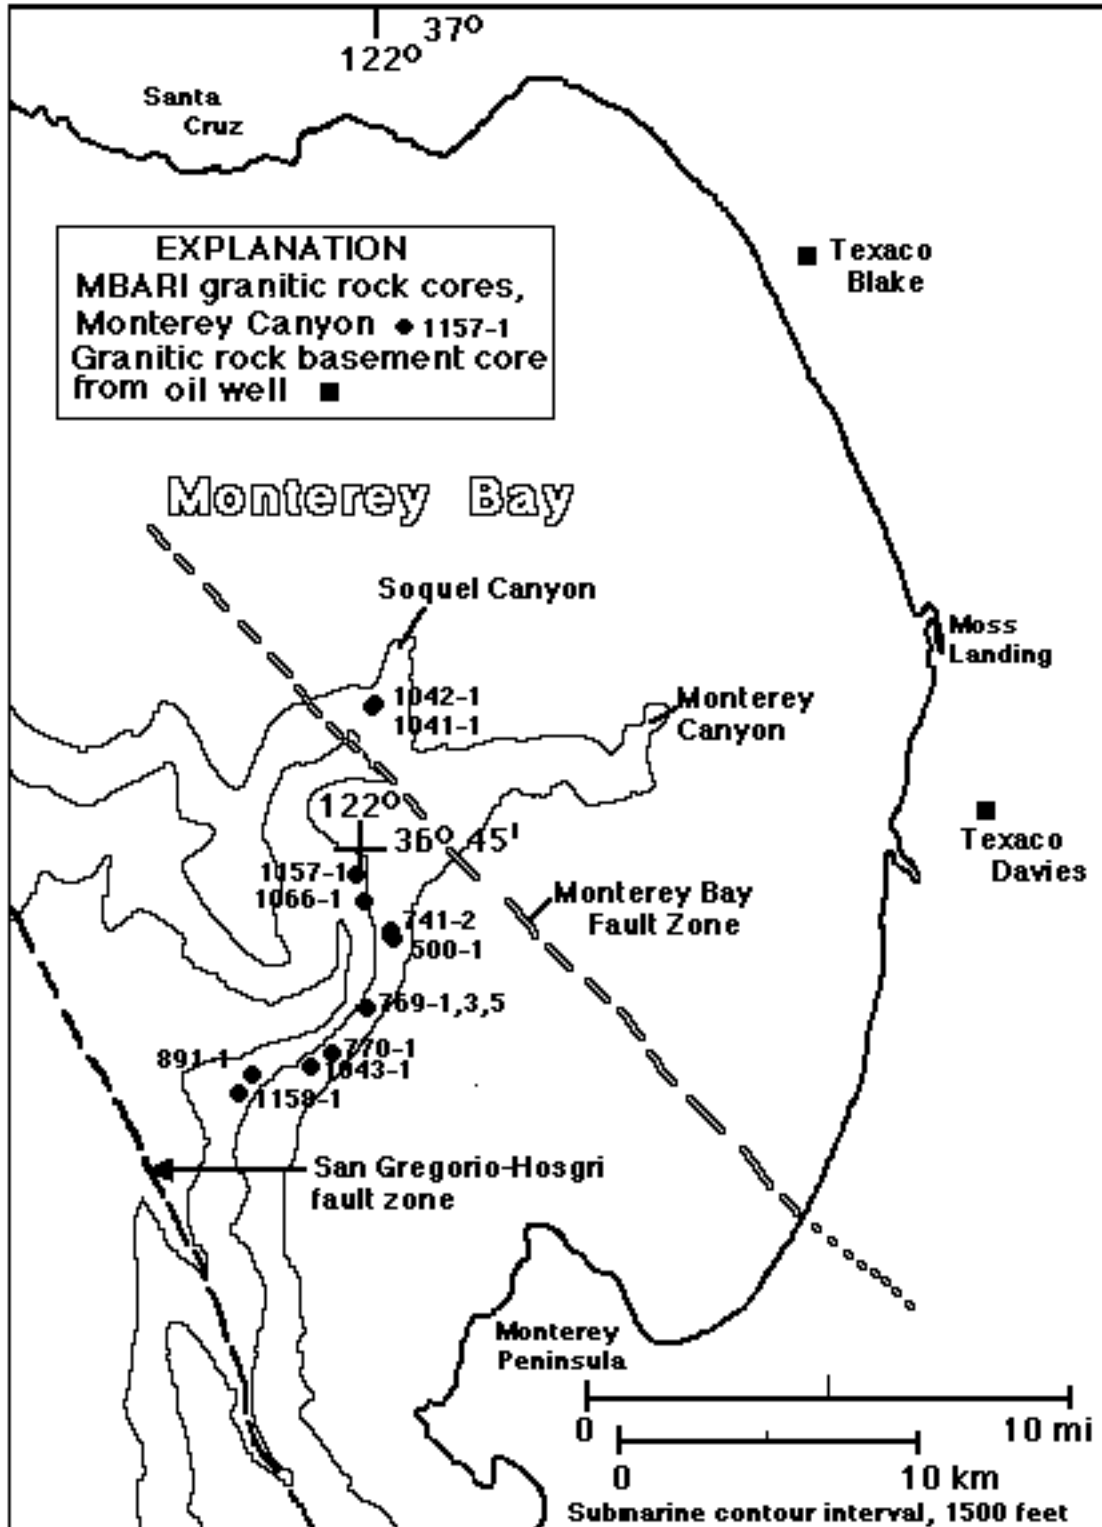 37°
122°
Santa
Cruz
EXPLANATION
MBARI granitic rock cores,
Monterey Canyon ● 1157-1
Granitic rock basement core
from oil well ■
Texaco
Blake
Monterey Bay
Soquel Canyon
Moss
Landing
1042-1
1041-1
Monterey
Canyon
122°
36° 45'
Texaco
Davies
1157-1
1066-1
Monterey Bay
Fault Zone
741-2
500-1
769-1,3,5
770-1
891-1
1043-1
1158-1
San Gregorio-Hosgri
fault zone
Monterey
Peninsula
0 10 mi
0 10 km
Submarine contour interval, 1500 feet